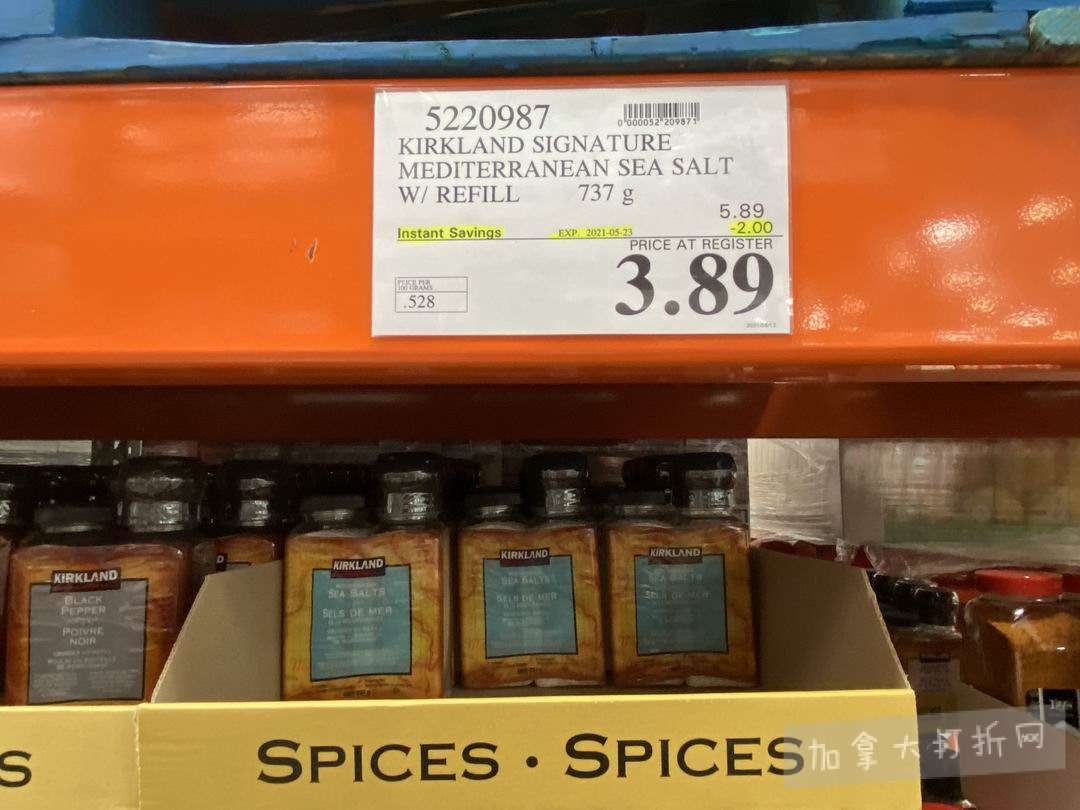 5220987
0 000052 209871
KIRKLAND SIGNATURE
MEDITERRANEAN SEA SALT
W/ REFILL 737 g
5.89
Instant Savings EXP. 2021-05-23 -2.00
PRICE AT REGISTER
3.89
PRICE PER
100 GRAMS
.528
KIRKLAND
BLACK
PEPPER
POIVRE
NOIR
KIRKLAND
SEA SALTS
SELS DE MER
KIRKLAND
SEA SALTS
SELS DE MER
KIRKLAND
SEA SALTS
SELS DE MER
S
SPICES · SPICES
加拿大打折网